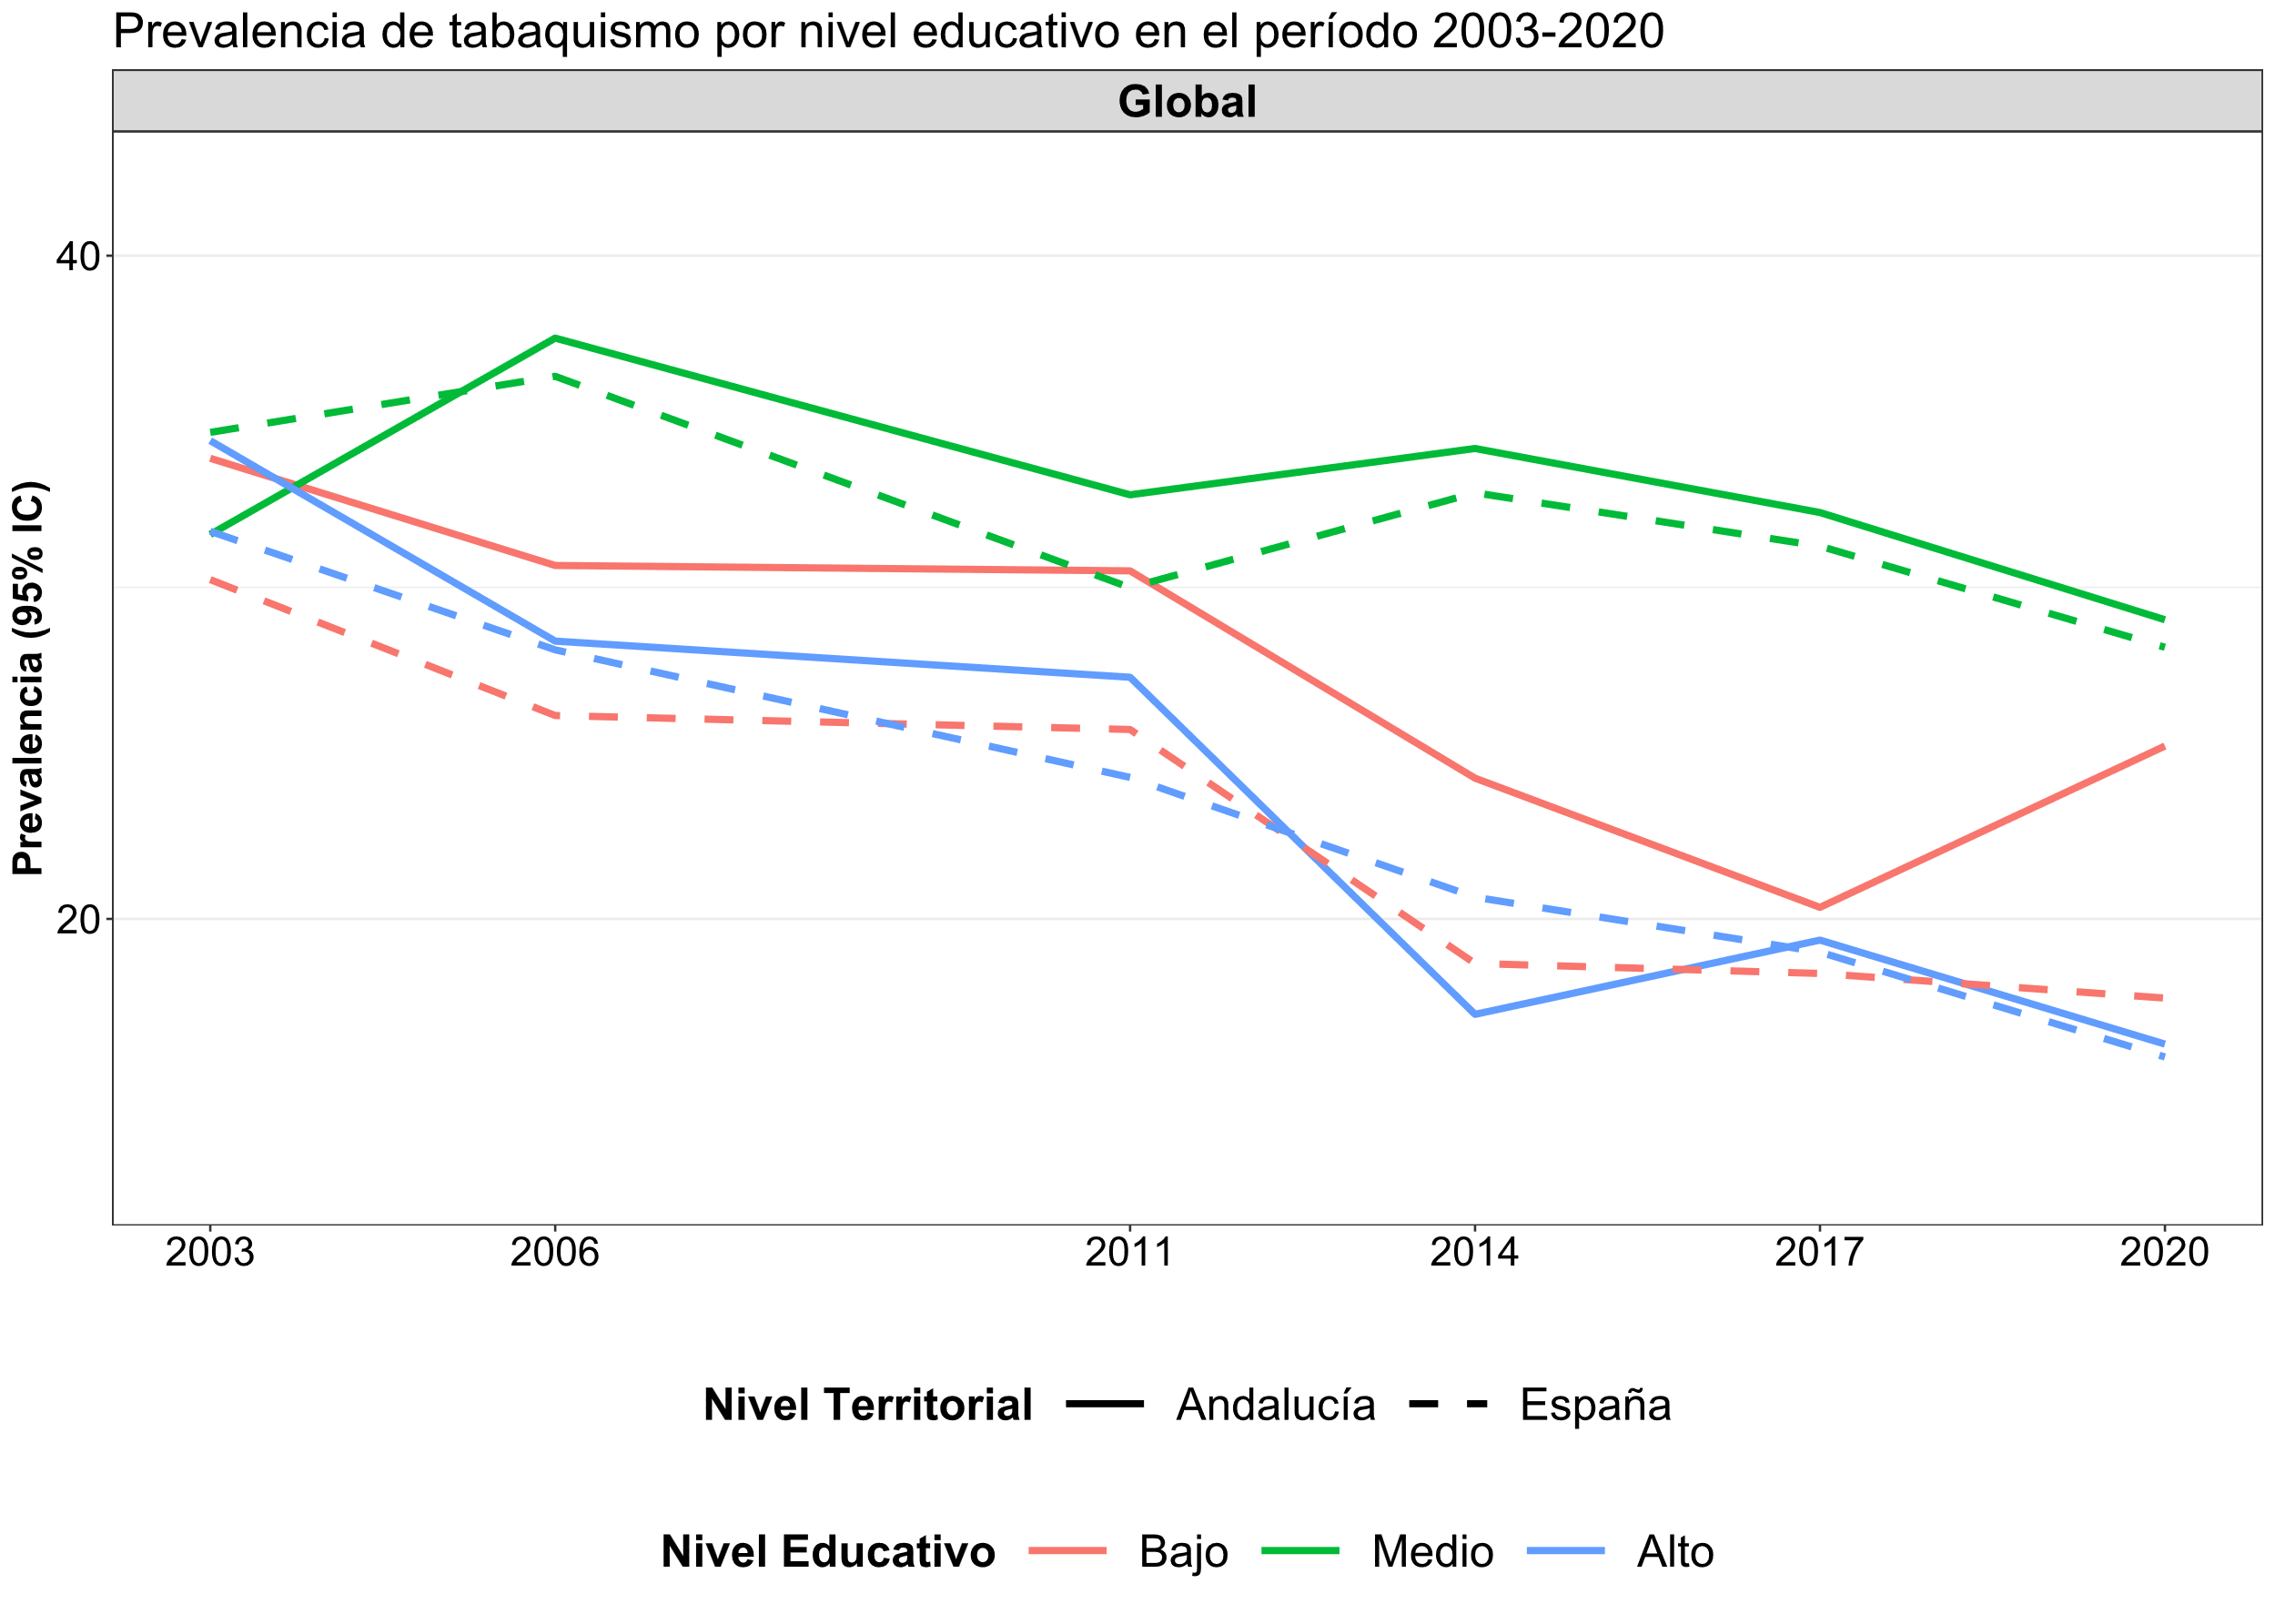 Prevalencia de tabaquismo por nivel educativo en el período 2003-2020
Global
Prevalencia (95% IC)
40
20
2003 2006 2011 2014 2017 2020
Nivel Territorial Andalucía España
Nivel Educativo Bajo Medio Alto